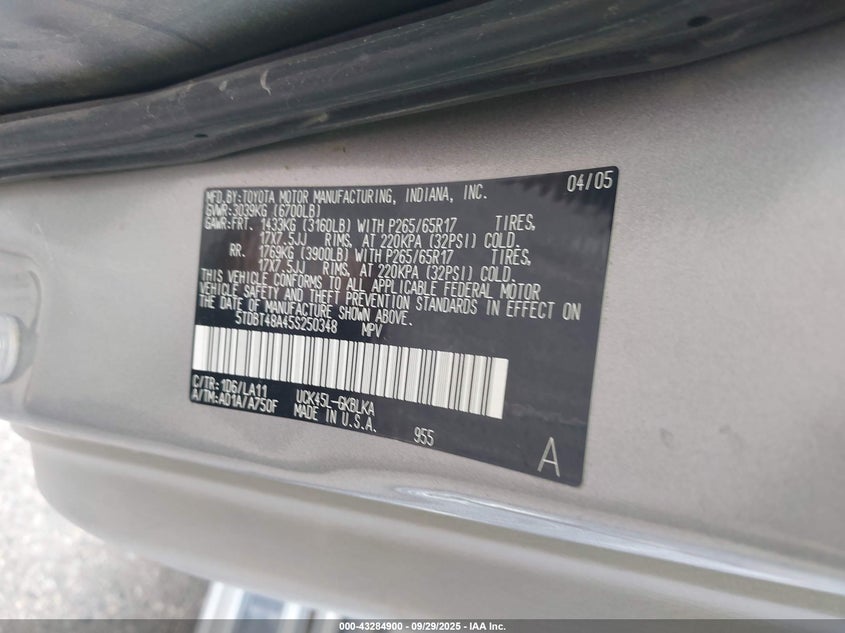 MFD.BY:TOYOTA MOTOR MANUFACTURING, INDIANA, INC. 04/05
GVWR:3039KG (6700LB)
GAWR:FRT. 1433KG (3160LB) WITH P265/65R17 TIRES,
17X7.5JJ RIMS, AT 220KPA (32PSI) COLD.
RR. 1769KG (3900LB) WITH P265/65R17 TIRES,
17X7.5JJ RIMS, AT 220KPA (32PSI) COLD.
THIS VEHICLE CONFORMS TO ALL APPLICABLE FEDERAL MOTOR
VEHICLE SAFETY AND THEFT PREVENTION STANDARDS IN EFFECT ON
THE DATE OF MANUFACTURE SHOWN ABOVE.
5TDBT48A45S250348 MPV
C/TR:1D6/LA11 UCK45L-GKBLKA
A/TM:A01A/A750F MADE IN U.S.A. 955
A
000-43284900 - 09/29/2025 - IAA Inc.